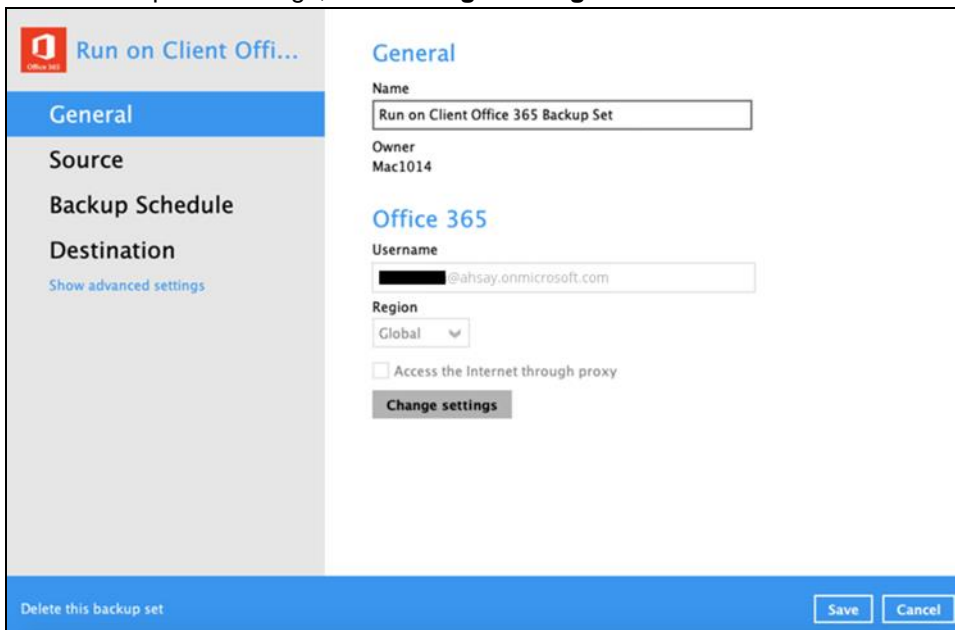 Run on Client Offi...
Office 365
General
Source
Backup Schedule
Destination
Show advanced settings
General
Name
Run on Client Office 365 Backup Set
Owner
Mac1014
Office 365
Username
@ahsay.onmicrosoft.com
Region
Global
Access the Internet through proxy
Change settings
Delete this backup set
Save
Cancel